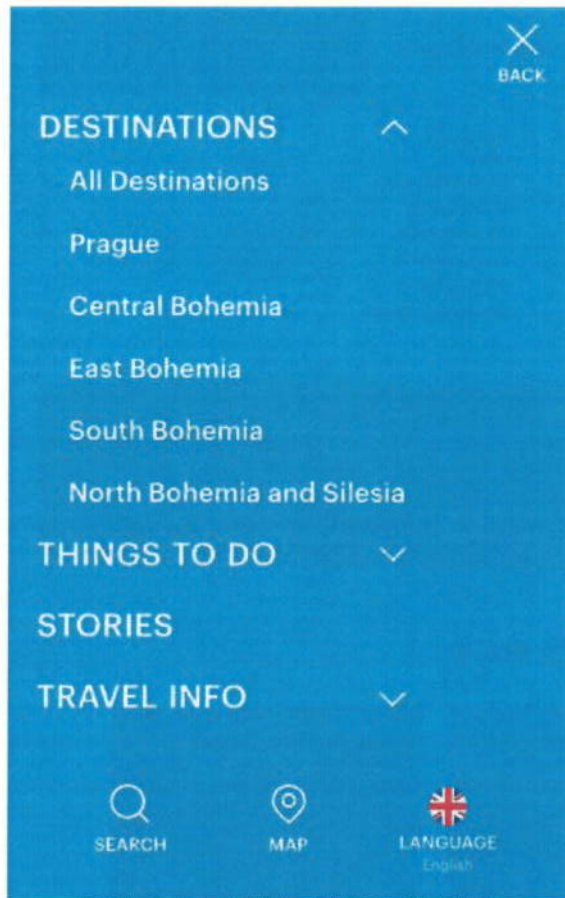 BACK
DESTINATIONS
All Destinations
Prague
Central Bohemia
East Bohemia
South Bohemia
North Bohemia and Silesia
THINGS TO DO
STORIES
TRAVEL INFO
SEARCH MAP LANGUAGE
English